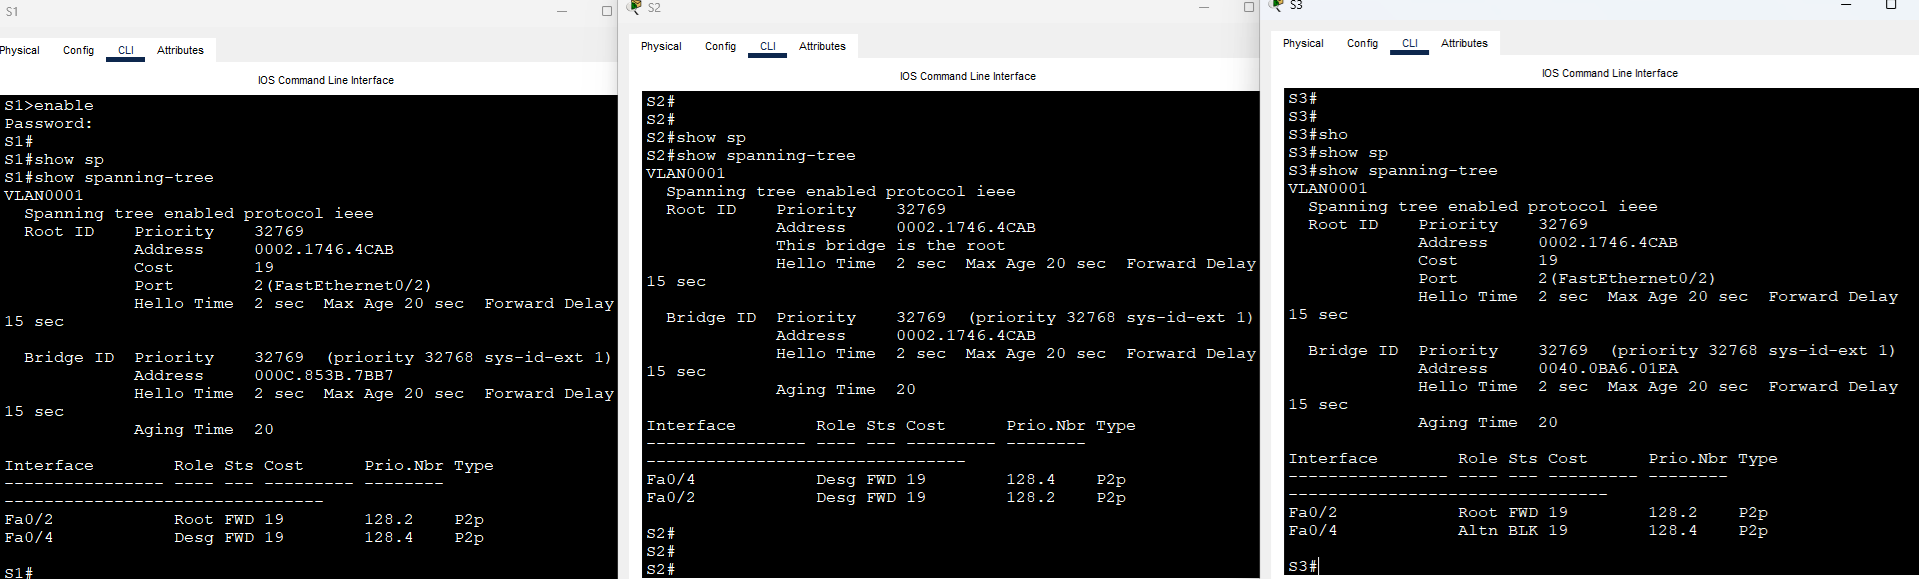 S1
Physical Config CLI Attributes
IOS Command Line Interface
S1>enable
Password:
S1#
S1#show sp
S1#show spanning-tree
VLAN0001
  Spanning tree enabled protocol ieee
  Root ID    Priority    32769
             Address     0002.1746.4CAB
             Cost        19
             Port        2(FastEthernet0/2)
             Hello Time  2 sec  Max Age 20 sec  Forward Delay
15 sec

  Bridge ID  Priority    32769  (priority 32768 sys-id-ext 1)
             Address     000C.853B.7BB7
             Hello Time  2 sec  Max Age 20 sec  Forward Delay
15 sec
             Aging Time  20

Interface        Role Sts Cost      Prio.Nbr Type
---------------- ---- --- --------- --------
--------------------------------
Fa0/2            Root FWD 19        128.2    P2p
Fa0/4            Desg FWD 19        128.4    P2p

S1#
S2
Physical Config CLI Attributes
IOS Command Line Interface
S2#
S2#
S2#show sp
S2#show spanning-tree
VLAN0001
  Spanning tree enabled protocol ieee
  Root ID    Priority    32769
             Address     0002.1746.4CAB
             This bridge is the root
             Hello Time  2 sec  Max Age 20 sec  Forward Delay
15 sec

  Bridge ID  Priority    32769  (priority 32768 sys-id-ext 1)
             Address     0002.1746.4CAB
             Hello Time  2 sec  Max Age 20 sec  Forward Delay
15 sec
             Aging Time  20

Interface        Role Sts Cost      Prio.Nbr Type
---------------- ---- --- --------- --------
--------------------------------
Fa0/4            Desg FWD 19        128.4    P2p
Fa0/2            Desg FWD 19        128.2    P2p

S2#
S2#
S2#
S3
Physical Config CLI Attributes
IOS Command Line Interface
S3#
S3#
S3#sho
S3#show sp
S3#show spanning-tree
VLAN0001
  Spanning tree enabled protocol ieee
  Root ID    Priority    32769
             Address     0002.1746.4CAB
             Cost        19
             Port        2(FastEthernet0/2)
             Hello Time  2 sec  Max Age 20 sec  Forward Delay
15 sec

  Bridge ID  Priority    32769  (priority 32768 sys-id-ext 1)
             Address     0040.0BA6.01EA
             Hello Time  2 sec  Max Age 20 sec  Forward Delay
15 sec
             Aging Time  20

Interface        Role Sts Cost      Prio.Nbr Type
---------------- ---- --- --------- --------
--------------------------------
Fa0/2            Root FWD 19        128.2    P2p
Fa0/4            Altn BLK 19        128.4    P2p

S3#